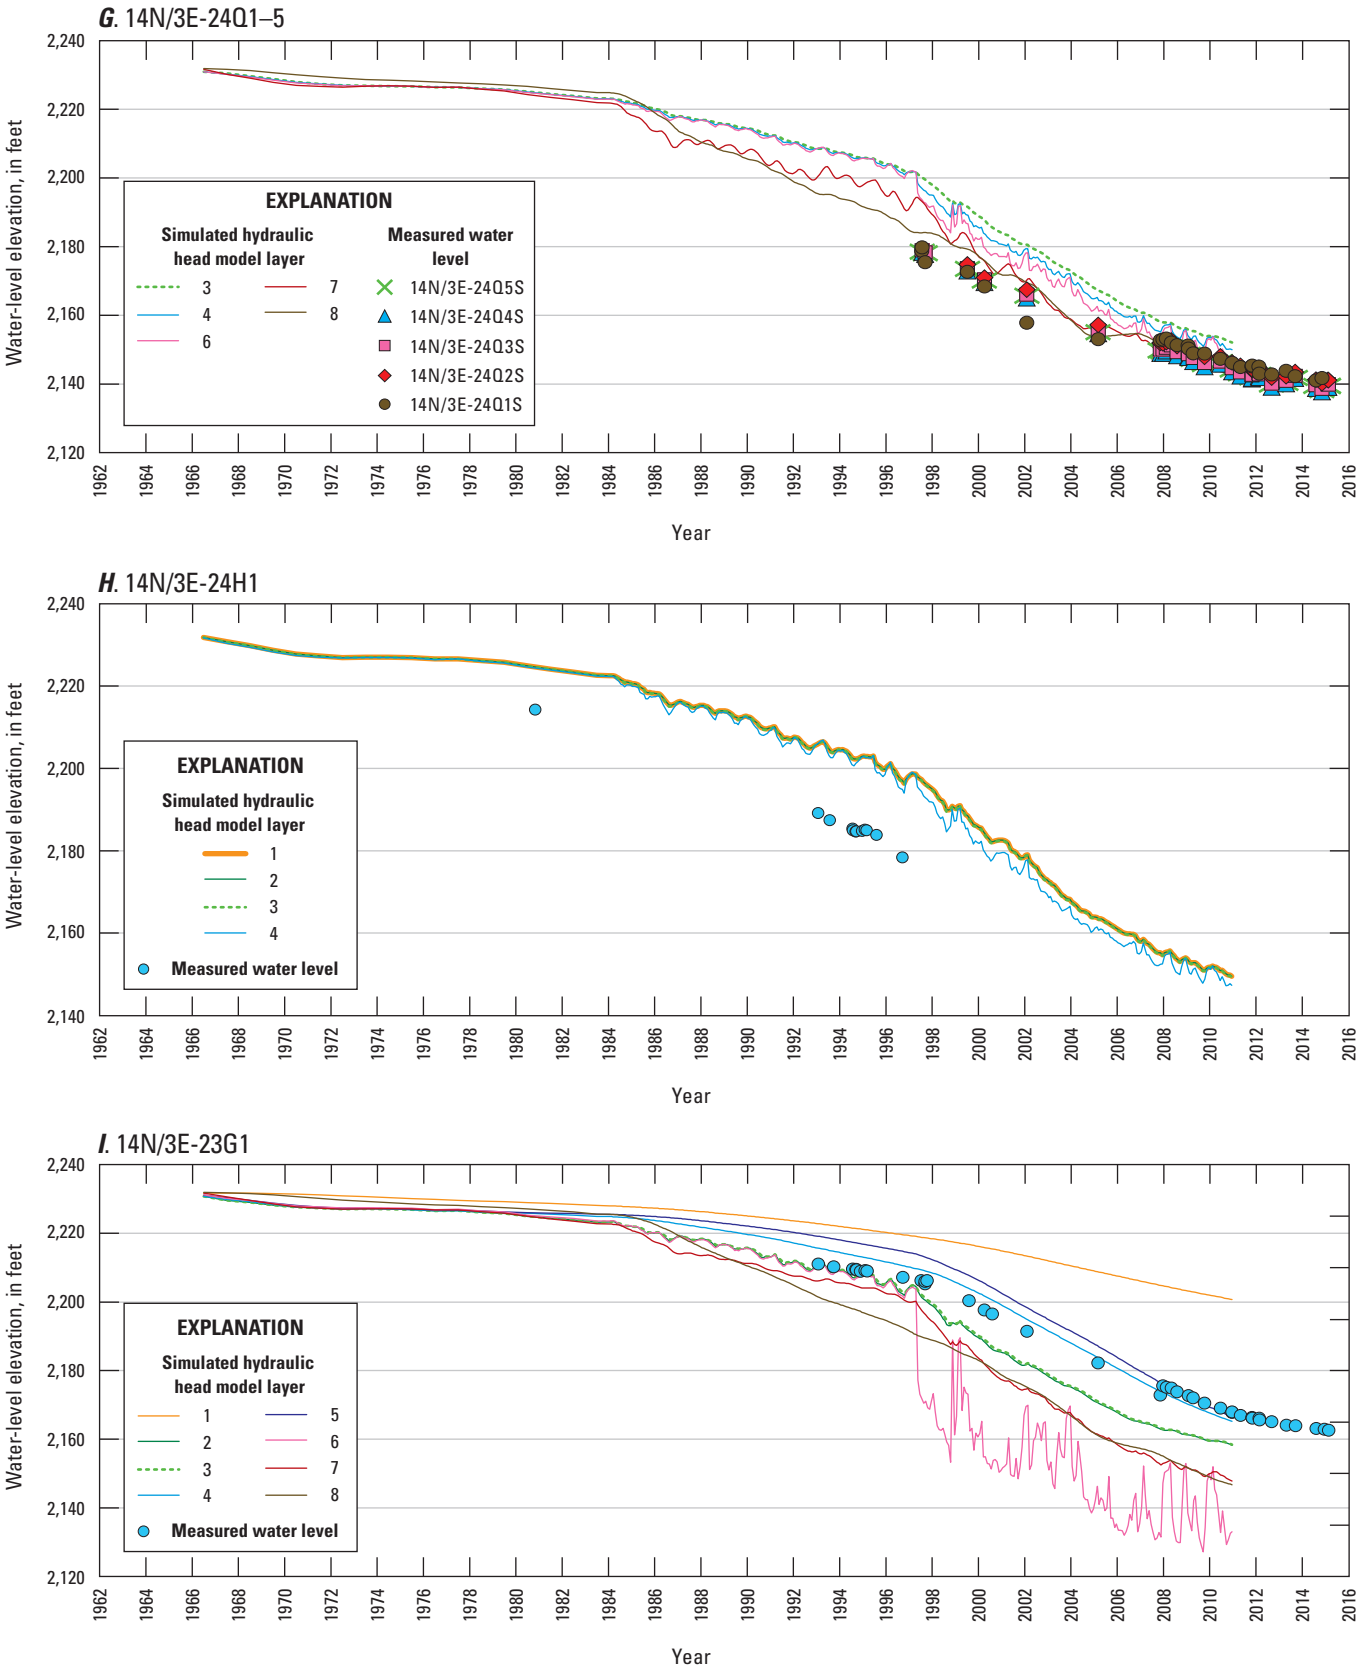 G. 14N/3E-24Q1–5
2,240
2,220
2,200
2,180
2,160
2,140
2,120
Water-level elevation, in feet
EXPLANATION
Simulated hydraulic head model layer
3
4
6
7
8
Measured water level
14N/3E-24Q5S
14N/3E-24Q4S
14N/3E-24Q3S
14N/3E-24Q2S
14N/3E-24Q1S
1962 1964 1966 1968 1970 1972 1974 1976 1978 1980 1982 1984 1986 1988 1990 1992 1994 1996 1998 2000 2002 2004 2006 2008 2010 2012 2014 2016
Year
H. 14N/3E-24H1
2,240
2,220
2,200
2,180
2,160
2,140
Water-level elevation, in feet
EXPLANATION
Simulated hydraulic
head model layer
1
2
3
4
Measured water level
1962 1964 1966 1968 1970 1972 1974 1976 1978 1980 1982 1984 1986 1988 1990 1992 1994 1996 1998 2000 2002 2004 2006 2008 2010 2012 2014 2016
Year
I. 14N/3E-23G1
2,240
2,220
2,200
2,180
2,160
2,140
2,120
Water-level elevation, in feet
EXPLANATION
Simulated hydraulic
head model layer
1 5
2 6
3 7
4 8
Measured water level
1962 1964 1966 1968 1970 1972 1974 1976 1978 1980 1982 1984 1986 1988 1990 1992 1994 1996 1998 2000 2002 2004 2006 2008 2010 2012 2014 2016
Year